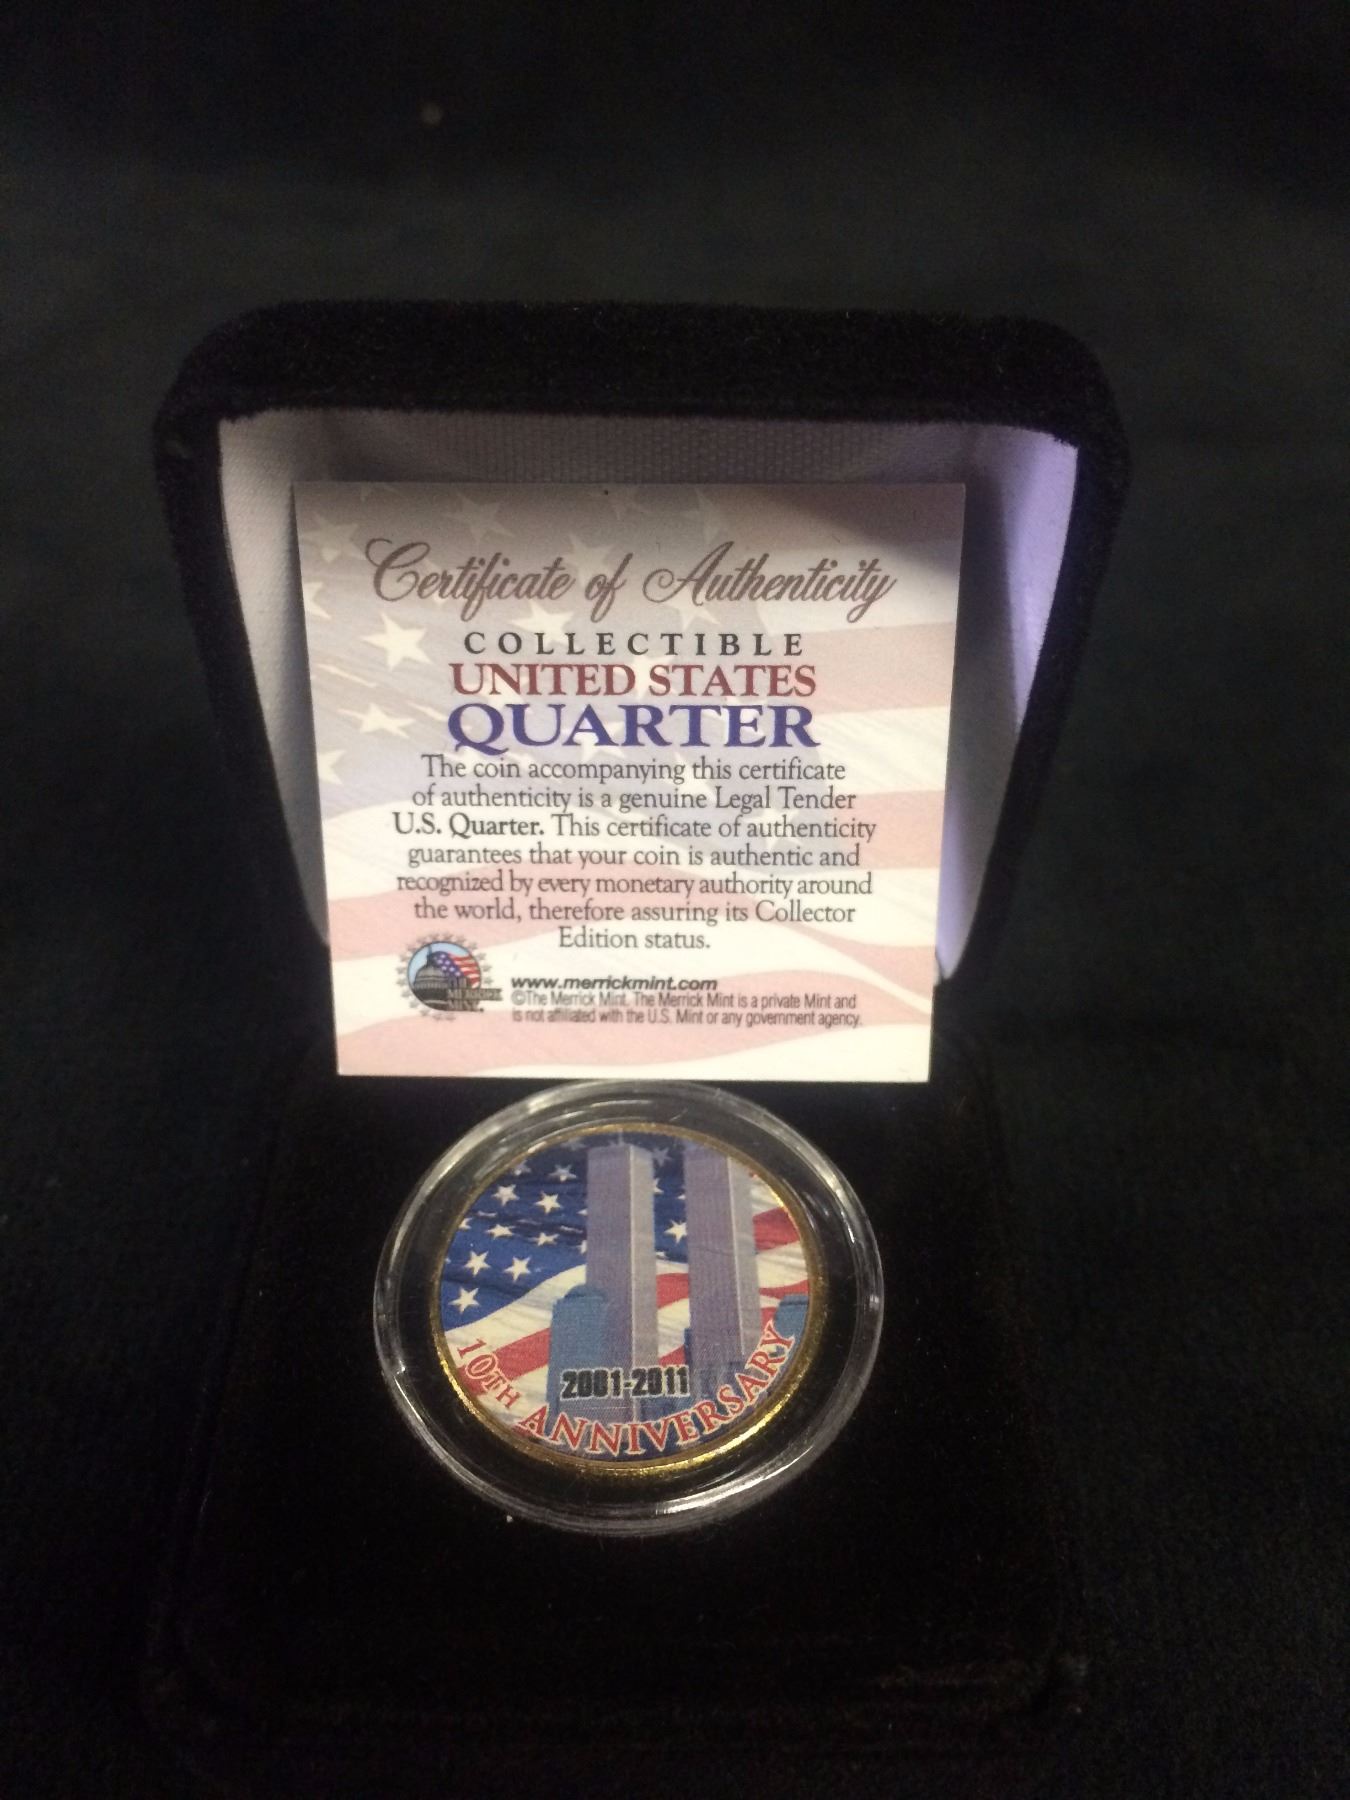 Certificate of Authenticity
COLLECTIBLE
UNITED STATES
QUARTER
The coin accompanying this certificate
of authenticity is a genuine Legal Tender
U.S. Quarter. This certificate of authenticity
guarantees that your coin is authentic and
recognized by every monetary authority around
the world, therefore assuring its Collector
Edition status.
THE MERRICK
MINT
www.merrickmint.com
©The Merrick Mint. The Merrick Mint is a private Mint and
is not affiliated with the U.S. Mint or any government agency.
2001-2011
10TH ANNIVERSARY